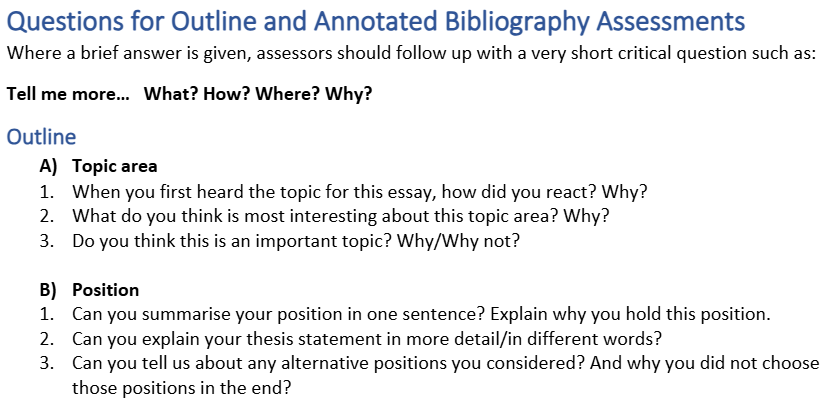 Questions for Outline and Annotated Bibliography Assessments
Where a brief answer is given, assessors should follow up with a very short critical question such as:
Tell me more... What? How? Where? Why?
Outline
A) Topic area
1. When you first heard the topic for this essay, how did you react? Why?
2. What do you think is most interesting about this topic area? Why?
3. Do you think this is an important topic? Why/Why not?
B) Position
1. Can you summarise your position in one sentence? Explain why you hold this position.
2. Can you explain your thesis statement in more detail/in different words?
3. Can you tell us about any alternative positions you considered? And why you did not choose
those positions in the end?